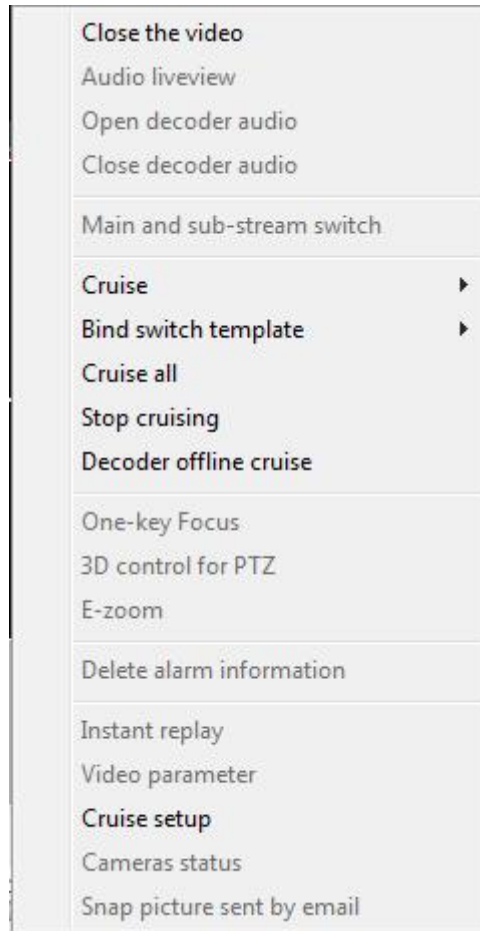 Close the video
Audio liveview
Open decoder audio
Close decoder audio
Main and sub-stream switch
Cruise
Bind switch template
Cruise all
Stop cruising
Decoder offline cruise
One-key Focus
3D control for PTZ
E-zoom
Delete alarm information
Instant replay
Video parameter
Cruise setup
Cameras status
Snap picture sent by email